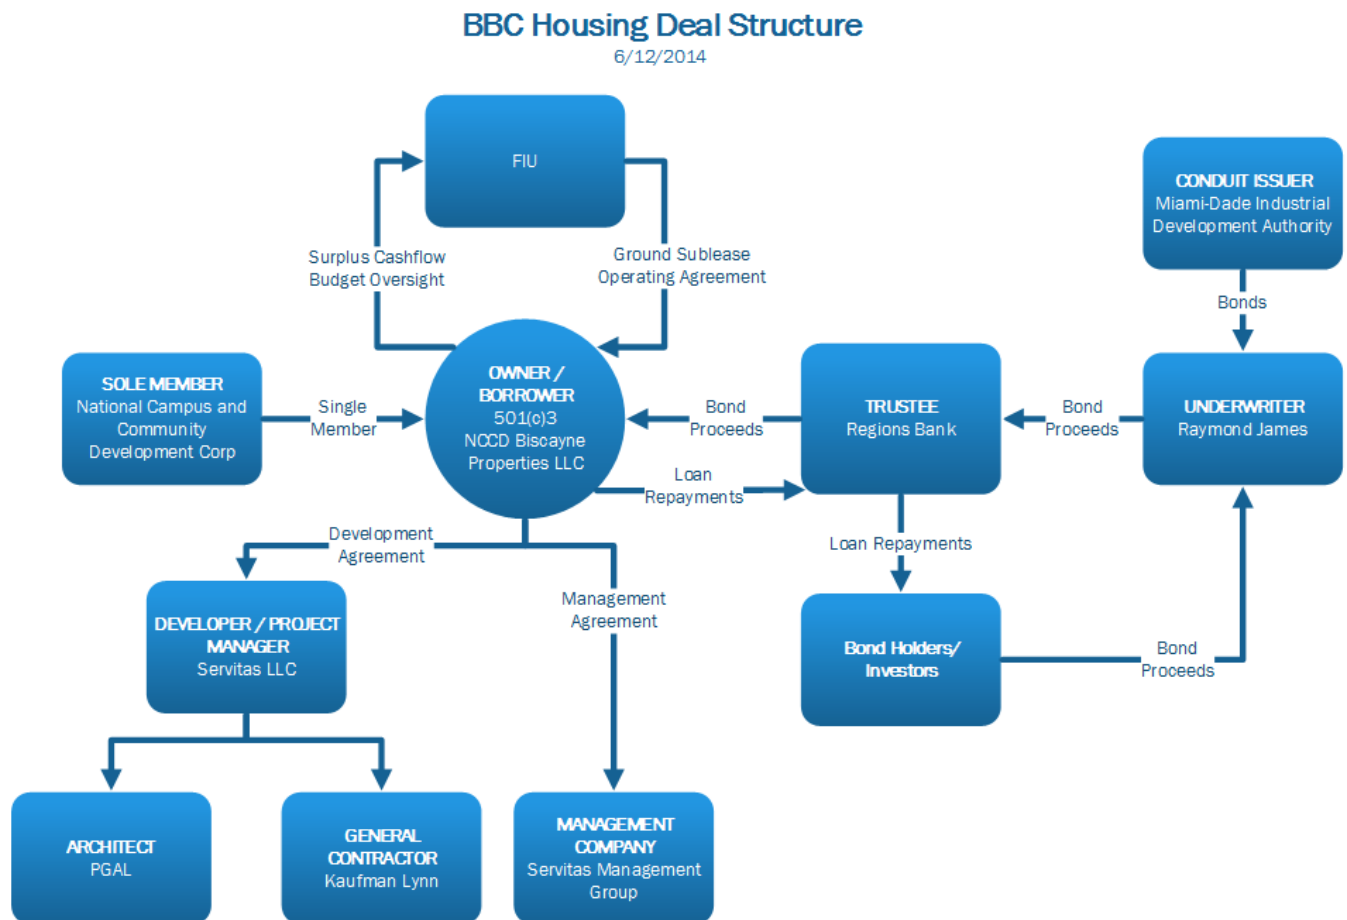 BBC Housing Deal Structure
6/12/2014
FIU
CONDUIT ISSUER
Miami-Dade Industrial
Development Authority
Surplus Cashflow
Budget Oversight
Ground Sublease
Operating Agreement
Bonds
SOLE MEMBER
National Campus and
Community
Development Corp
Single
Member
OWNER /
BORROWER
501(c)3
NCCD Biscayne
Properties LLC
Bond
Proceeds
TRUSTEE
Regions Bank
Bond
Proceeds
UNDERWRITER
Raymond James
Loan
Repayments
Development
Agreement
Loan Repayments
Management
Agreement
DEVELOPER / PROJECT
MANAGER
Servitas LLC
Bond Holders/
Investors
Bond
Proceeds
ARCHITECT
PGAL
GENERAL
CONTRACTOR
Kaufman Lynn
MANAGEMENT
COMPANY
Servitas Management
Group